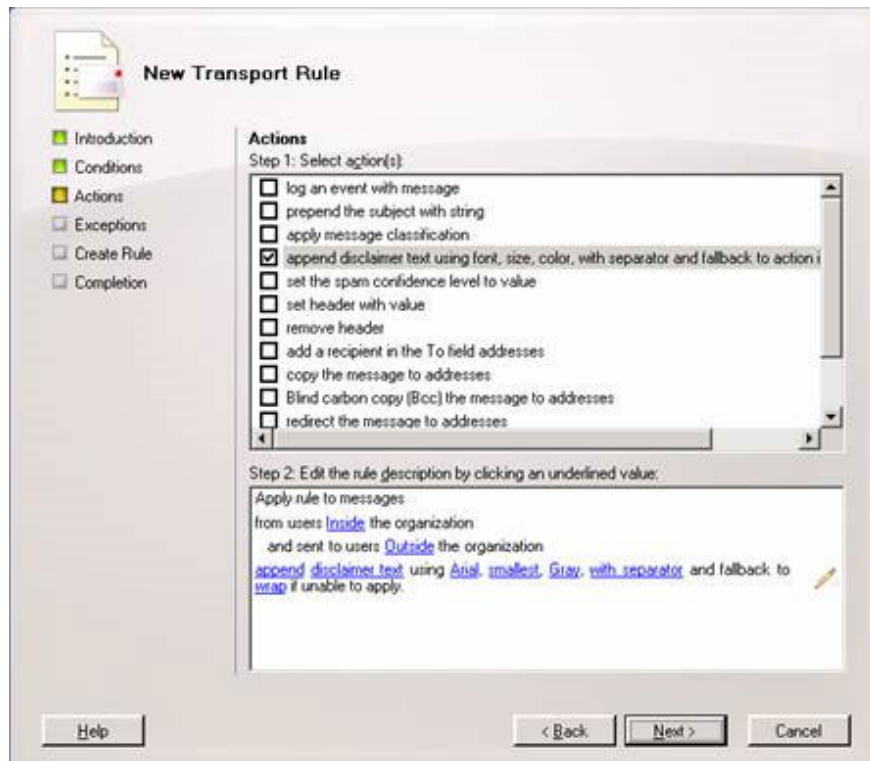 New Transport Rule
Introduction
Conditions
Actions
Exceptions
Create Rule
Completion
Actions
Step 1: Select action(s):
log an event with message
prepend the subject with string
apply message classification
append disclaimer text using font, size, color, with separator and fallback to action i
set the spam confidence level to value
set header with value
remove header
add a recipient in the To field addresses
copy the message to addresses
Blind carbon copy (Bcc) the message to addresses
redirect the message to addresses
Step 2: Edit the rule description by clicking an underlined value:
Apply rule to messages
from users Inside the organization
and sent to users Outside the organization
append disclaimer text using Arial, smallest, Gray, with separator and fallback to
wrap if unable to apply.
Help
< Back
Next >
Cancel